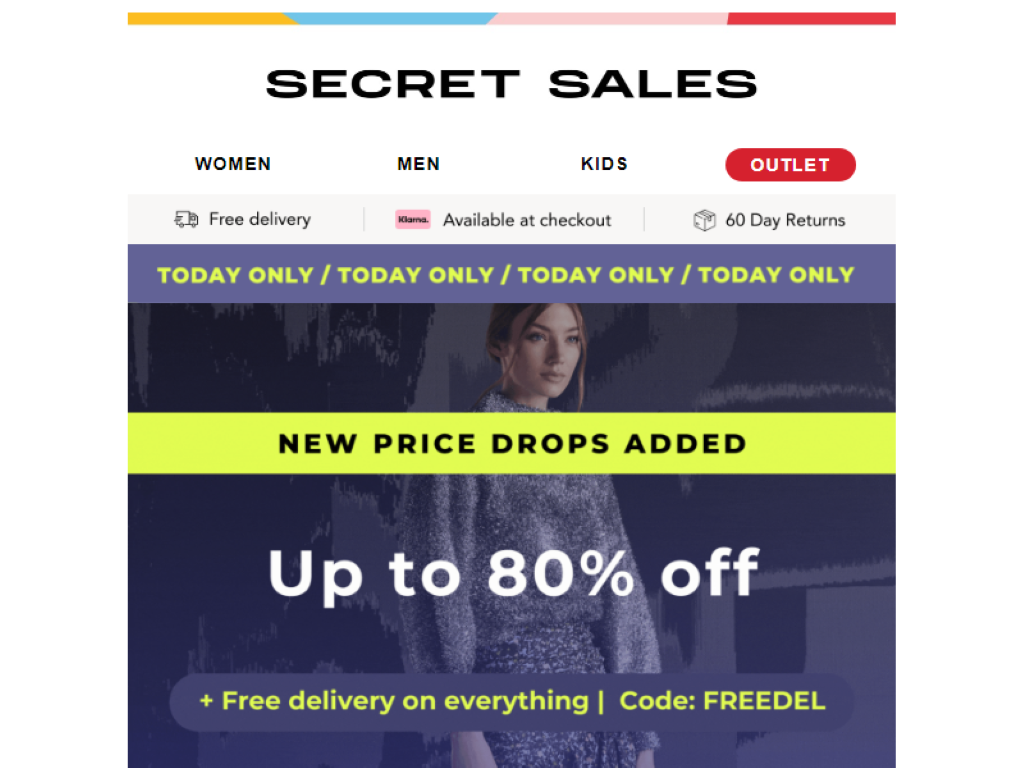 SECRET SALES
WOMEN MEN KIDS OUTLET
Free delivery Klarna. Available at checkout 60 Day Returns
TODAY ONLY / TODAY ONLY / TODAY ONLY / TODAY ONLY
NEW PRICE DROPS ADDED
Up to 80% off
+ Free delivery on everything | Code: FREEDEL